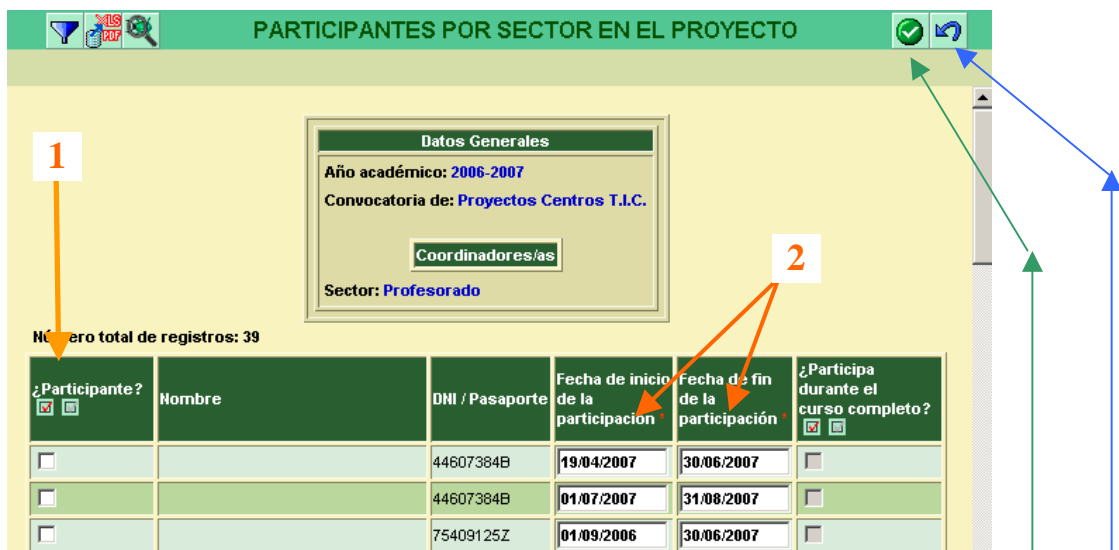 XLS
PDF
PARTICIPANTES POR SECTOR EN EL PROYECTO
1
Datos Generales
Año académico: 2006-2007
Convocatoria de: Proyectos Centros T.I.C.
Coordinadores/as
2
Sector: Profesorado
Número total de registros: 39
¿Participante?
Nombre
DNI / Pasaporte
Fecha de inicio
de la
participación *
Fecha de fin
de la
participación *
¿Participa
durante el
curso completo?
44607384B 19/04/2007 30/06/2007
44607384B 01/07/2007 31/08/2007
75409125Z 01/09/2006 30/06/2007